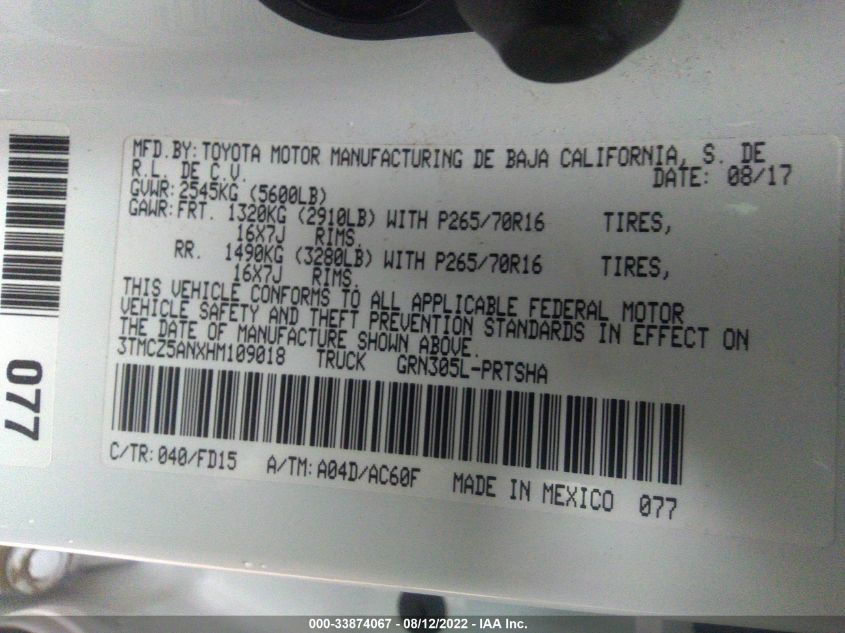 MFD.BY:TOYOTA MOTOR MANUFACTURING DE BAJA CALIFORNIA, S. DE
R.L. DE C.V. DATE: 08/17
GVWR:2545KG (5600LB)
GAWR:FRT. 1320KG (2910LB) WITH P265/70R16 TIRES,
16X7J RIMS,
RR. 1490KG (3280LB) WITH P265/70R16 TIRES,
16X7J RIMS.
THIS VEHICLE CONFORMS TO ALL APPLICABLE FEDERAL MOTOR
VEHICLE SAFETY AND THEFT PREVENTION STANDARDS IN EFFECT ON
THE DATE OF MANUFACTURE SHOWN ABOVE.
3TMCZ5ANXHM109018 TRUCK GRN305L-PRTSHA
C/TR:040/FD15 A/TM:A04D/AC60F MADE IN MEXICO 077
077
000-33874067 - 08/12/2022 - IAA Inc.